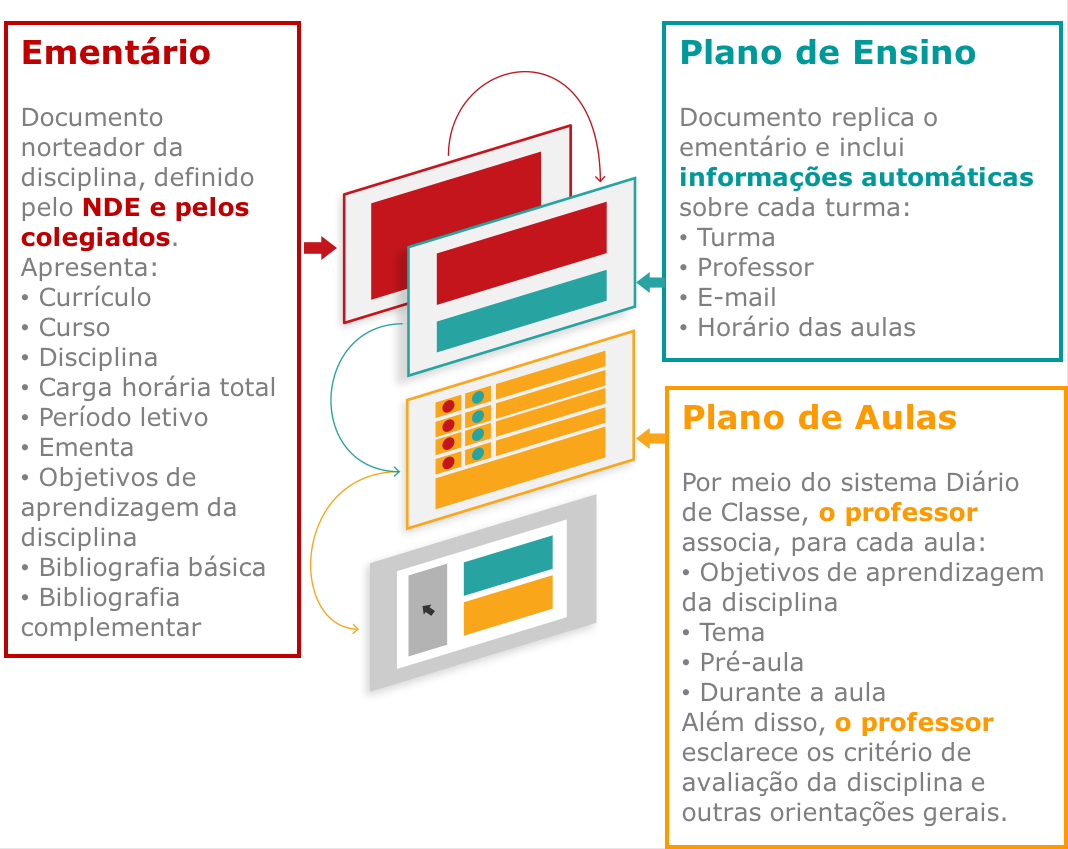 Ementário
Documento
norteador da
disciplina, definido
pelo NDE e pelos
colegiados.
Apresenta:
• Currículo
• Curso
• Disciplina
• Carga horária total
• Período letivo
• Ementa
• Objetivos de
aprendizagem da
disciplina
• Bibliografia básica
• Bibliografia
complementar
Plano de Ensino
Documento replica o
ementário e inclui
informações automáticas
sobre cada turma:
• Turma
• Professor
• E-mail
• Horário das aulas
Plano de Aulas
Por meio do sistema Diário
de Classe, o professor
associa, para cada aula:
• Objetivos de aprendizagem
da disciplina
• Tema
• Pré-aula
• Durante a aula
Além disso, o professor
esclarece os critério de
avaliação da disciplina e
outras orientações gerais.